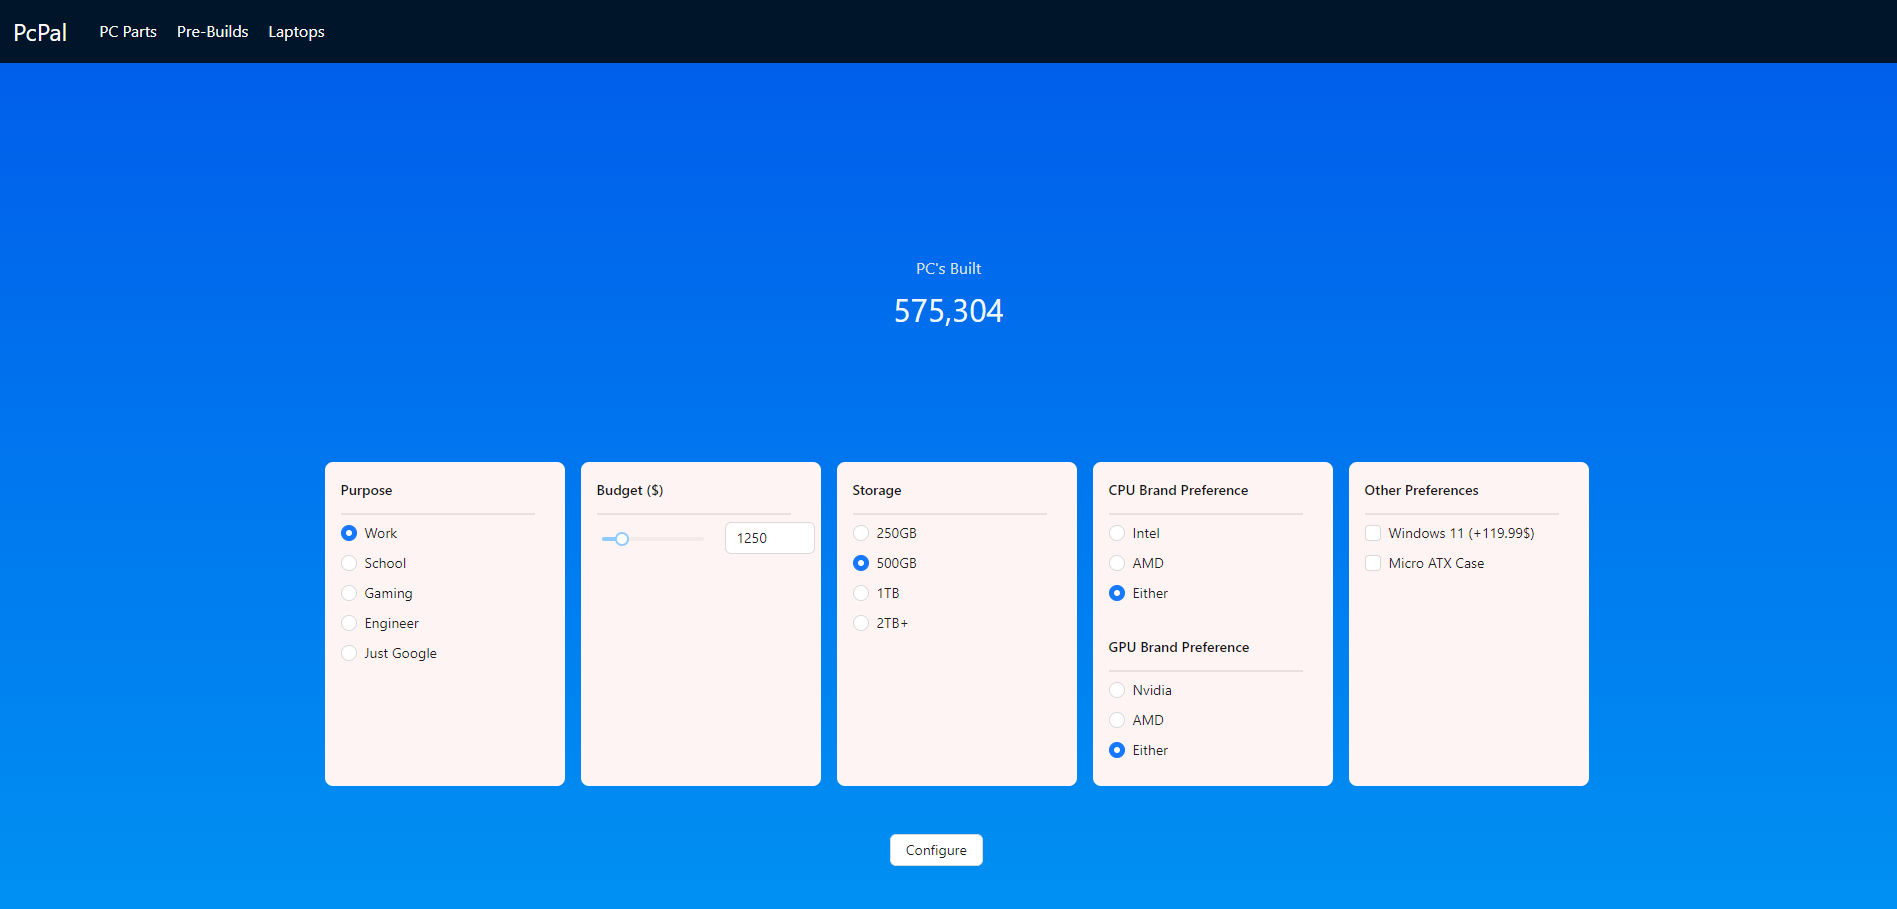 PcPal
PC Parts
Pre-Builds
Laptops
PC's Built
575,304
Purpose
Work
School
Gaming
Engineer
Just Google
Budget ($)
1250
Storage
250GB
500GB
1TB
2TB+
CPU Brand Preference
Intel
AMD
Either
GPU Brand Preference
Nvidia
AMD
Either
Other Preferences
Windows 11 (+119.99$)
Micro ATX Case
Configure